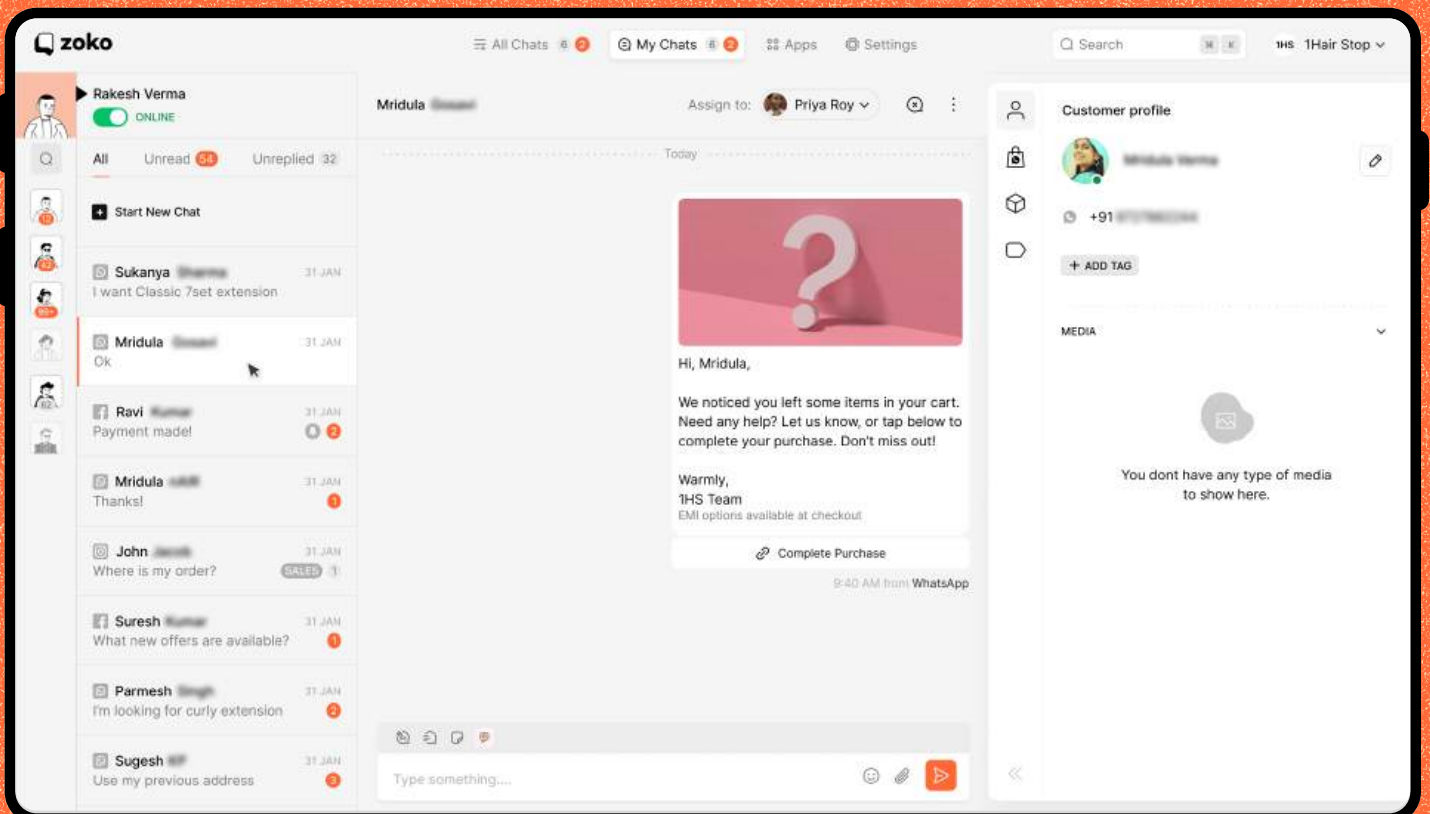 zoko
All Chats 6 2
My Chats 6 2
Apps
Settings
Search
1HS 1Hair Stop
Rakesh Verma
ONLINE
All
Unread 54
Unreplied 32
Start New Chat
Sukanya
31 JAN
I want Classic 7set extension
Mridula
31 JAN
Ok
Ravi
31 JAN
Payment made!
2
Mridula
31 JAN
Thanks!
1
John
31 JAN
Where is my order?
SALES 1
Suresh
31 JAN
What new offers are available?
1
Parmesh
31 JAN
I'm looking for curly extension
2
Sugesh
31 JAN
Use my previous address
3
Mridula
Assign to: Priya Roy
Today
Hi, Mridula,
We noticed you left some items in your cart.
Need any help? Let us know, or tap below to
complete your purchase. Don't miss out!
Warmly,
1HS Team
EMI options available at checkout
Complete Purchase
9:40 AM from WhatsApp
Type something....
Customer profile
+91
+ ADD TAG
MEDIA
You dont have any type of media
to show here.